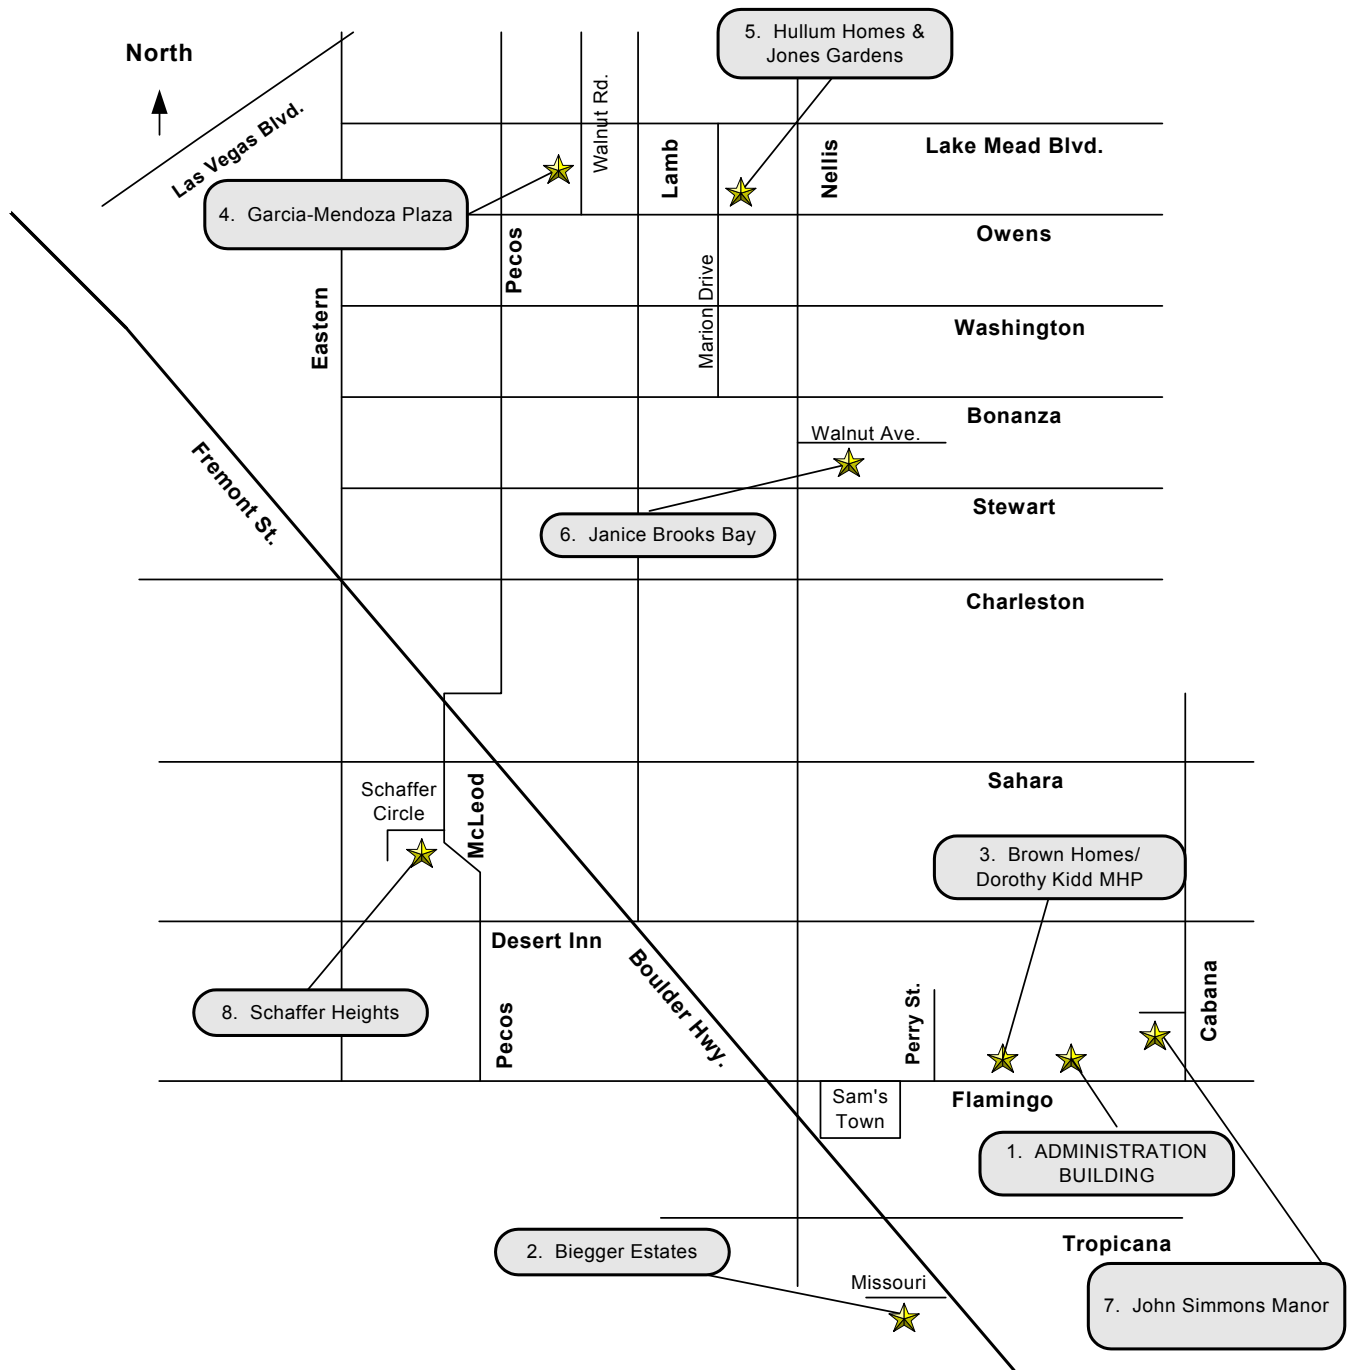 North
5. Hullum Homes &
Jones Gardens
Las Vegas Blvd.
Walnut Rd.
Lamb
Nellis
Lake Mead Blvd.
4. Garcia-Mendoza Plaza
Owens
Pecos
Eastern
Marion Drive
Washington
Bonanza
Walnut Ave.
Fremont St.
Stewart
6. Janice Brooks Bay
Charleston
Sahara
Schaffer
Circle
McLeod
3. Brown Homes/
Dorothy Kidd MHP
Desert Inn
Boulder Hwy.
8. Schaffer Heights
Pecos
Perry St.
Cabana
Sam's
Town
Flamingo
1. ADMINISTRATION
BUILDING
Tropicana
2. Biegger Estates
Missouri
7. John Simmons Manor